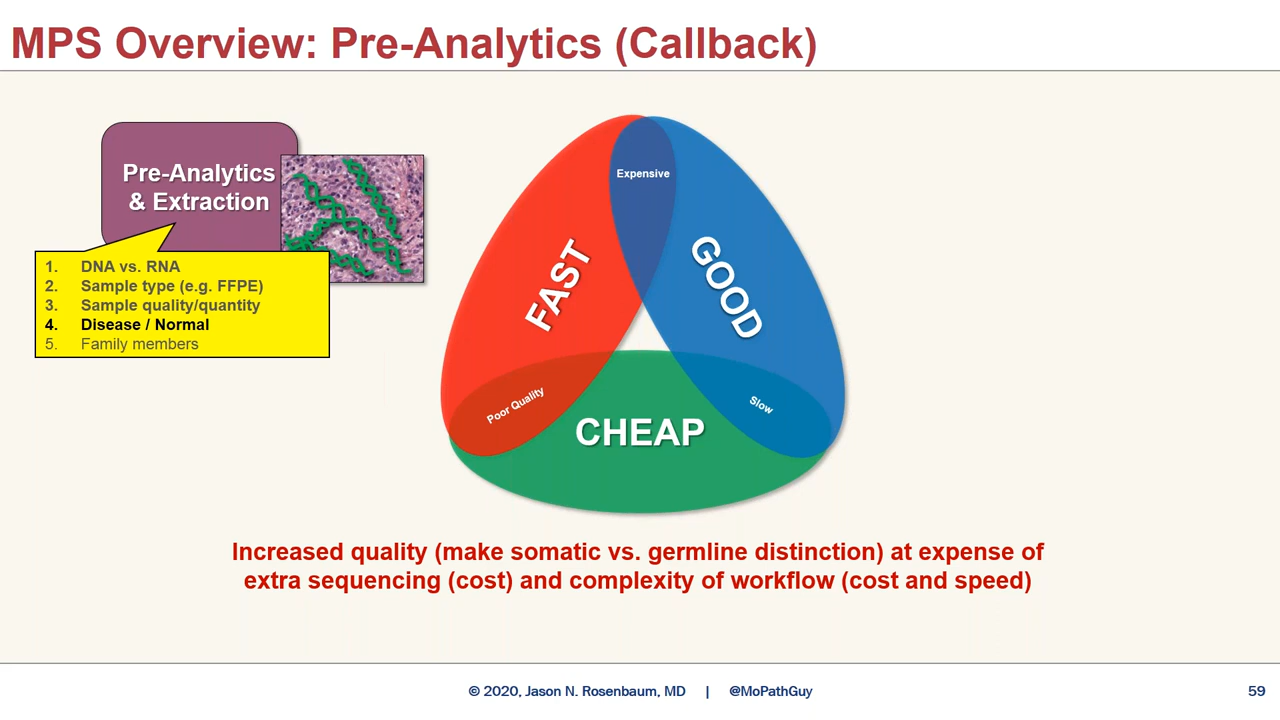 MPS Overview: Pre-Analytics (Callback)
Pre-Analytics
& Extraction
1. DNA vs. RNA
2. Sample type (e.g. FFPE)
3. Sample quality/quantity
4. Disease / Normal
5. Family members
Expensive
FAST
GOOD
Poor Quality
Slow
CHEAP
Increased quality (make somatic vs. germline distinction) at expense of
extra sequencing (cost) and complexity of workflow (cost and speed)
© 2020, Jason N. Rosenbaum, MD | @MoPathGuy
59